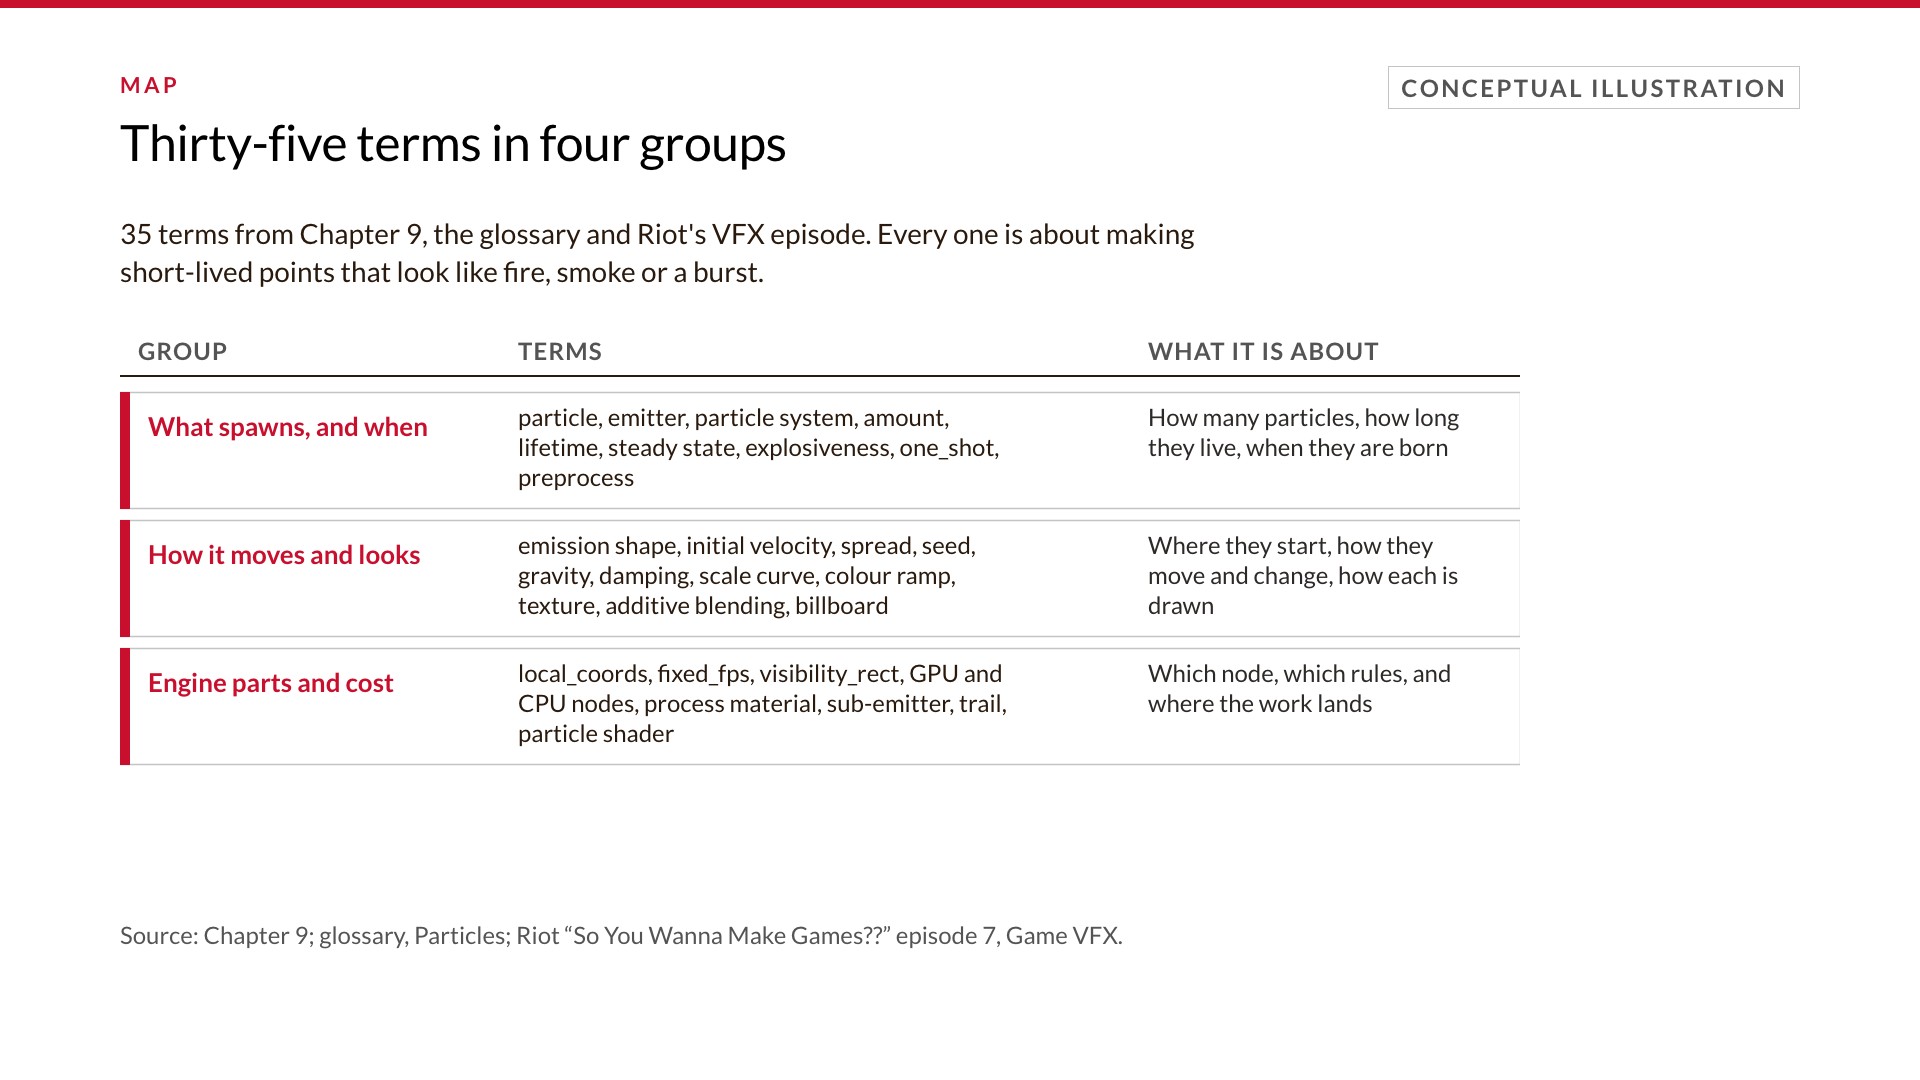 MAP
CONCEPTUAL ILLUSTRATION
Thirty-five terms in four groups
35 terms from Chapter 9, the glossary and Riot's VFX episode. Every one is about making
short-lived points that look like fire, smoke or a burst.
GROUP TERMS WHAT IT IS ABOUT
What spawns, and when
particle, emitter, particle system, amount,
lifetime, steady state, explosiveness, one_shot,
preprocess
How many particles, how long
they live, when they are born
How it moves and looks
emission shape, initial velocity, spread, seed,
gravity, damping, scale curve, colour ramp,
texture, additive blending, billboard
Where they start, how they
move and change, how each is
drawn
Engine parts and cost
local_coords, fixed_fps, visibility_rect, GPU and
CPU nodes, process material, sub-emitter, trail,
particle shader
Which node, which rules, and
where the work lands
Source: Chapter 9; glossary, Particles; Riot “So You Wanna Make Games??” episode 7, Game VFX.